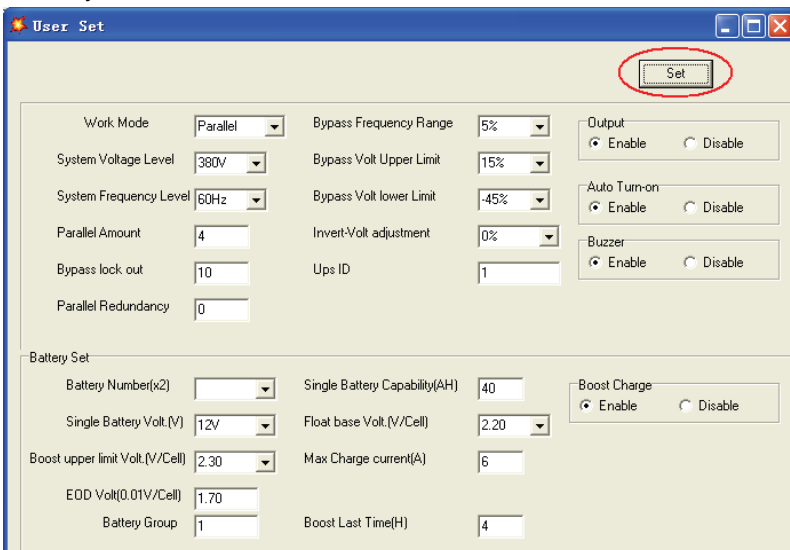 User Set
Set
Work Mode Parallel Bypass Frequency Range 5% Output
Enable Disable
System Voltage Level 380V Bypass Volt Upper Limit 15%
System Frequency Level 60Hz Bypass Volt lower Limit -45% Auto Turn-on
Enable Disable
Parallel Amount 4 Invert-Volt adjustment 0% Buzzer
Enable Disable
Bypass lock out 10 Ups ID 1
Parallel Redundancy 0
Battery Set
Battery Number(x2) Single Battery Capability(AH) 40 Boost Charge
Enable Disable
Single Battery Volt.(V) 12V Float base Volt.(V/Cell) 2.20
Boost upper limit Volt.(V/Cell) 2.30 Max Charge current(A) 6
EOD Volt(0.01V/Cell) 1.70
Battery Group 1 Boost Last Time(H) 4